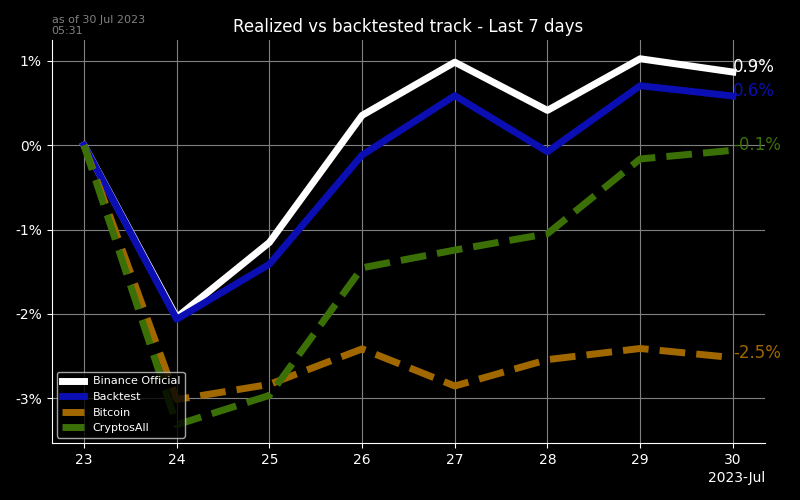 as of 30 Jul 2023
05:31
Realized vs backtested track - Last 7 days
1%
0%
-1%
-2%
-3%
0.9%
0.6%
-0.1%
-2.5%
Binance Official
Backtest
Bitcoin
CryptosAll
23 24 25 26 27 28 29 30
2023-Jul